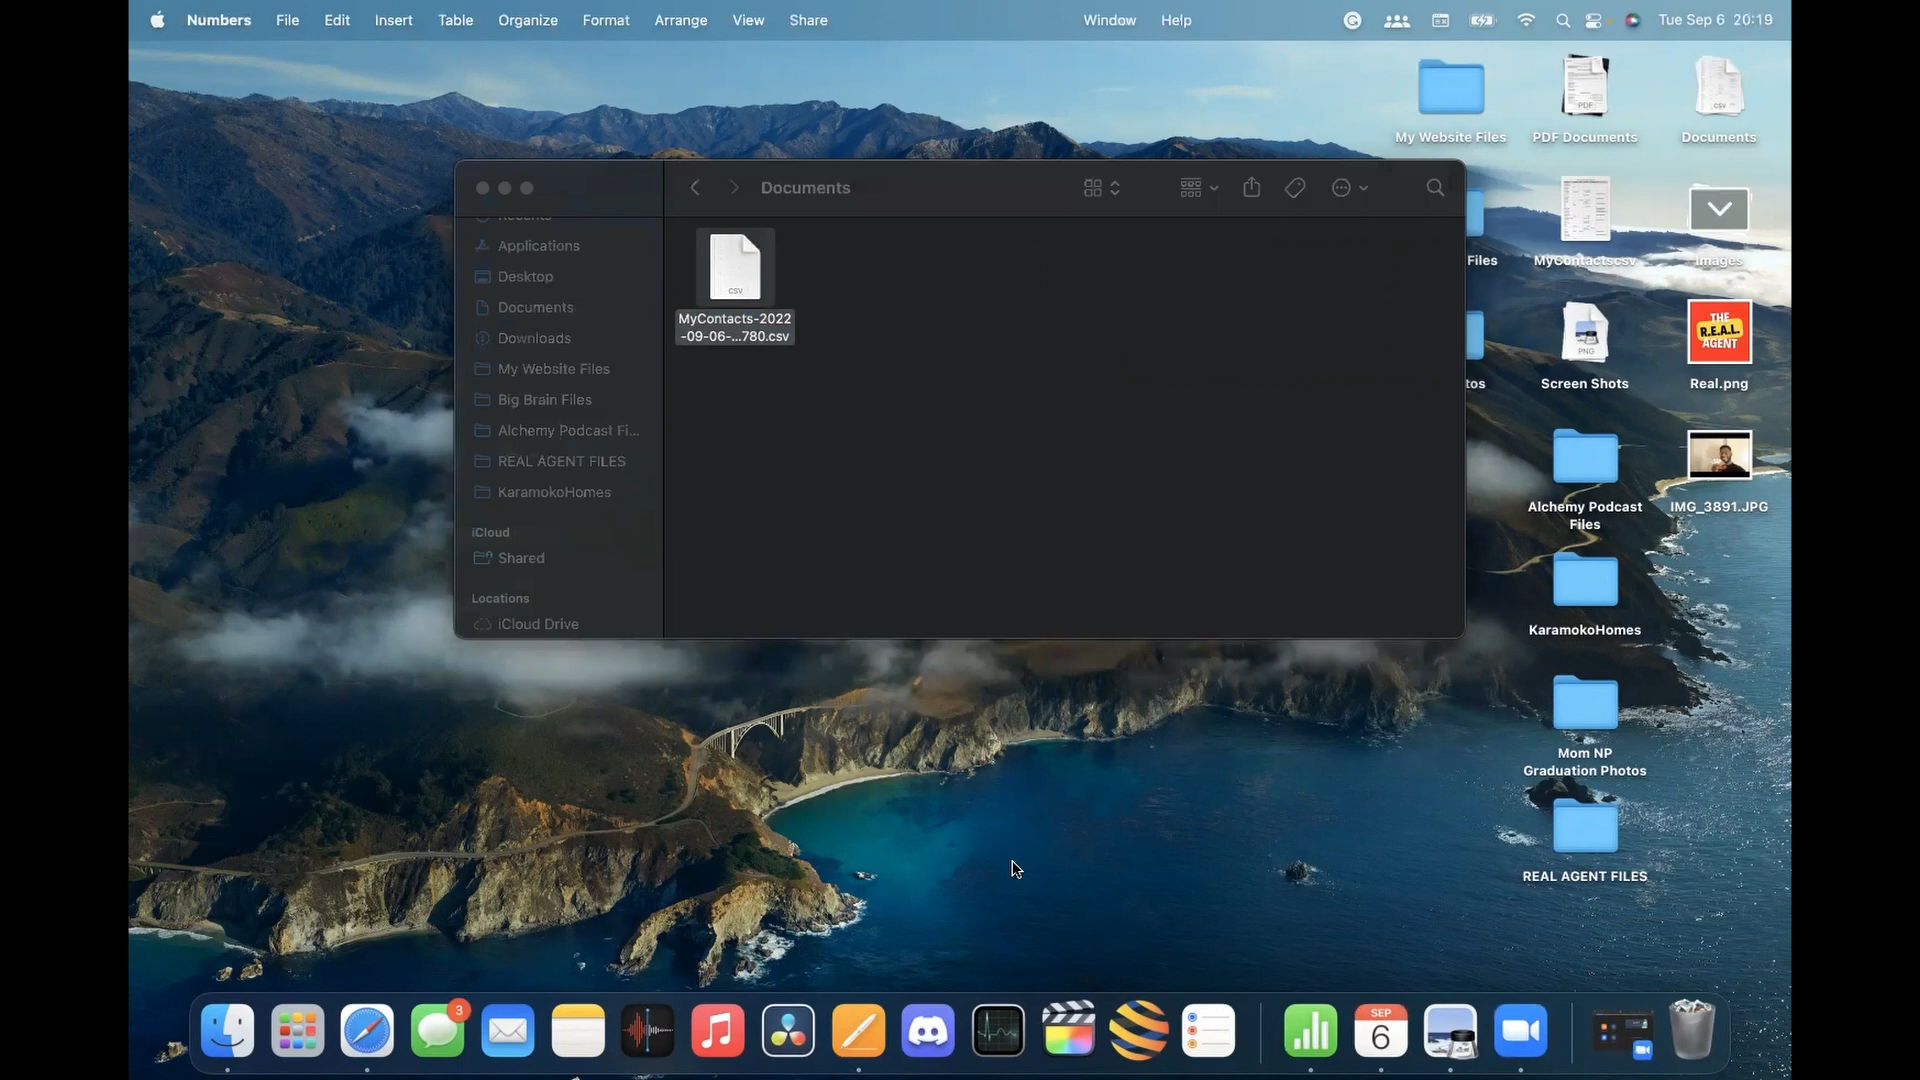 Numbers File Edit Insert Table Organize Format Arrange View Share Window Help Tue Sep 6 20:19
My Website Files
PDF Documents
PDF
Documents
CSV
Documents
Recents
Applications
Desktop
Documents
Downloads
My Website Files
Big Brain Files
Alchemy Podcast Fi...
REAL AGENT FILES
KaramokoHomes
iCloud
Shared
Locations
iCloud Drive
CSV
MyContacts-2022
-09-06-...780.csv
Files
MyContactscsv
Images
tos
PNG
Screen Shots
THE
R.E.A.L.
AGENT
Real.png
Alchemy Podcast
Files
IMG_3891.JPG
KaramokoHomes
Mom NP
Graduation Photos
REAL AGENT FILES
3
SEP
6